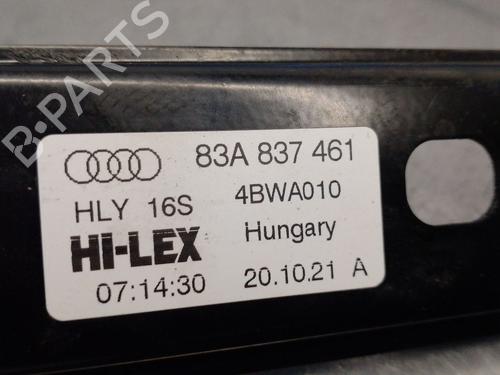 B-PARTS
83A 837 461
HLY 16S 4BWA010
HI-LEX Hungary
07:14:30 20.10.21 A